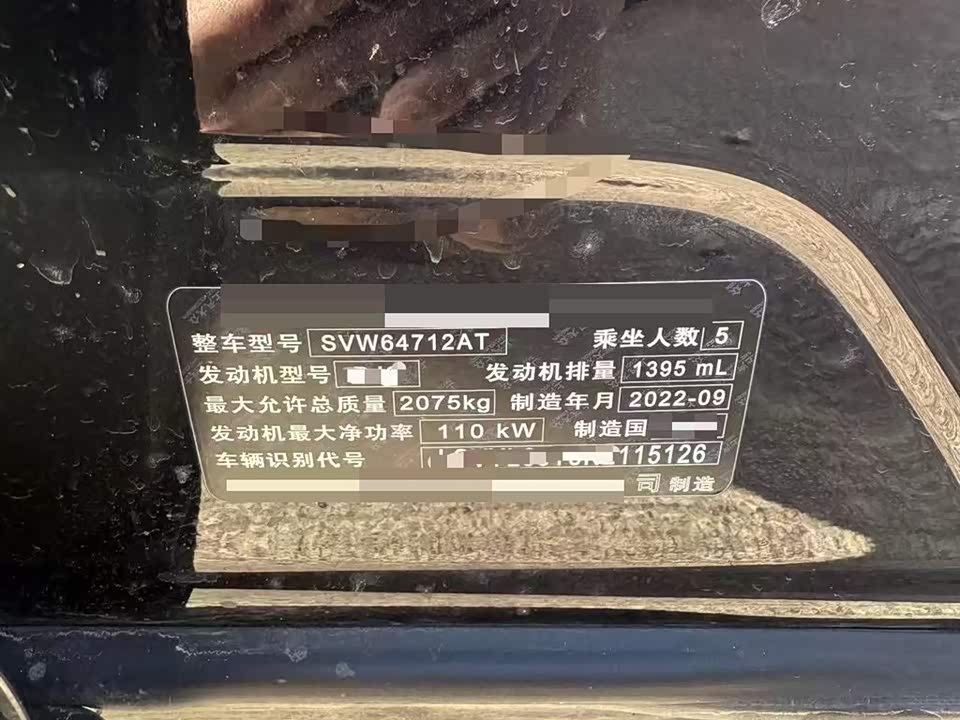 整车型号 SVW64712AT 乘坐人数 5
发动机型号 发动机排量 1395 mL
最大允许总质量 2075kg 制造年月 2022-09
发动机最大净功率 110 kW 制造国
车辆识别代号 115126
司 制造